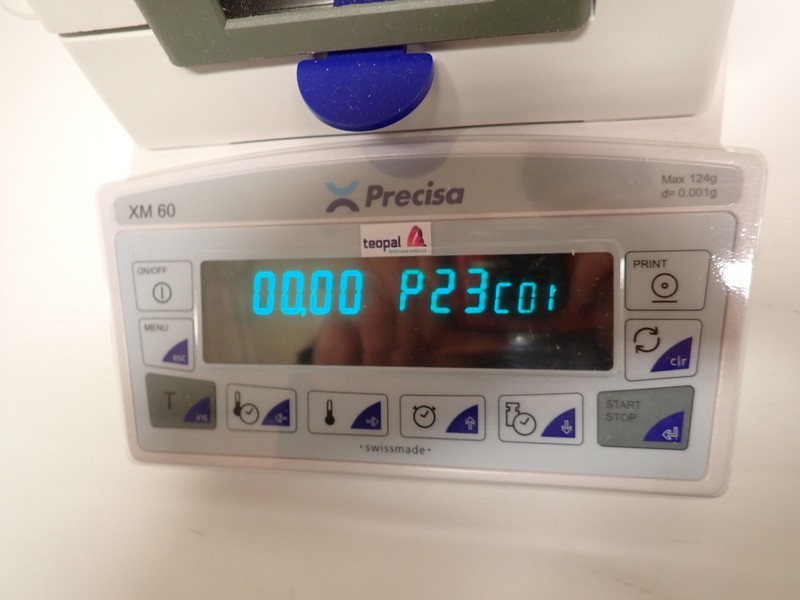 Precisa
XM 60
Max 124g
d= 0.001g
teopal
ON/OFF
00.00 P23C01
PRINT
MENU
esc
clr
T
ins
START
STOP
·swissmade·